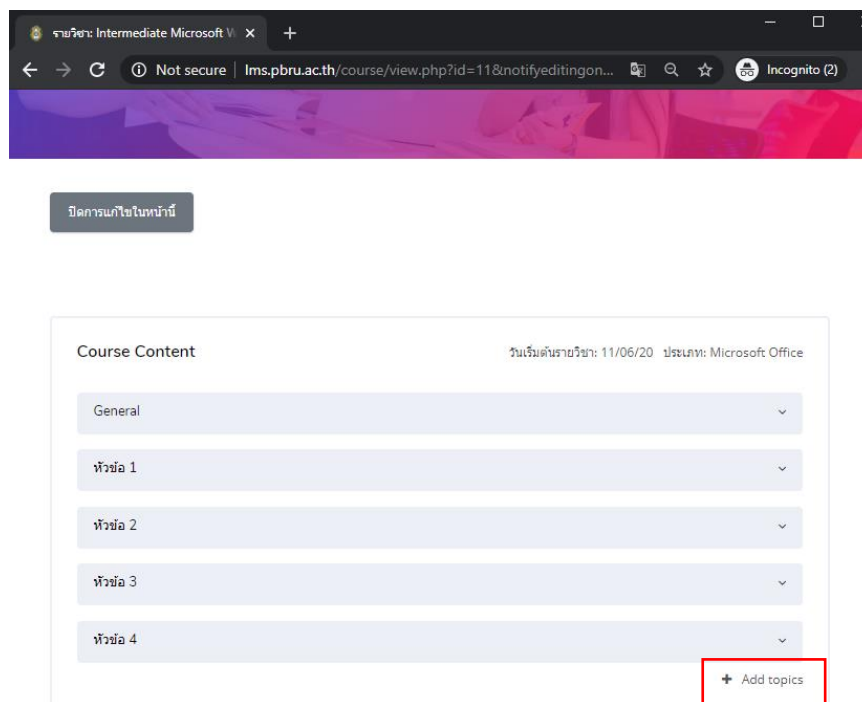 รายวิชา: Intermediate Microsoft W
Not secure | lms.pbru.ac.th/course/view.php?id=11&notifyeditingon... Incognito (2)
ปิดการแก้ไขในหน้านี้
Course Content วันเริ่มต้นรายวิชา: 11/06/20 ประเภท: Microsoft Office
General
หัวข้อ 1
หัวข้อ 2
หัวข้อ 3
หัวข้อ 4
+ Add topics